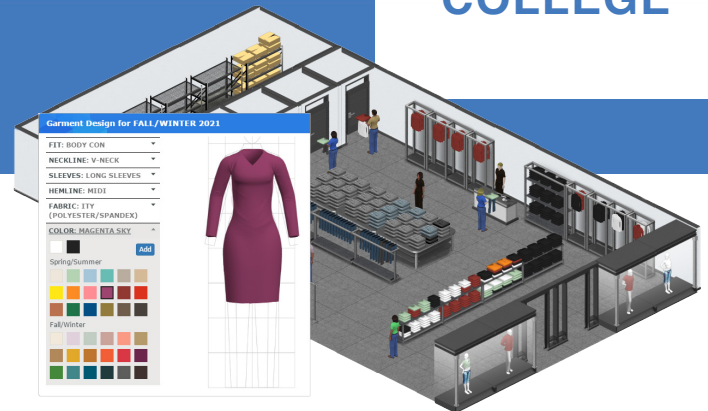 COLLEGE
Garment Design for FALL/WINTER 2021
FIT: BODY CON
NECKLINE: V-NECK
SLEEVES: LONG SLEEVES
HEMLINE: MIDI
FABRIC: ITY
(POLYESTER/SPANDEX)
COLOR: MAGENTA SKY
Add
Spring/Summer
Fall/Winter